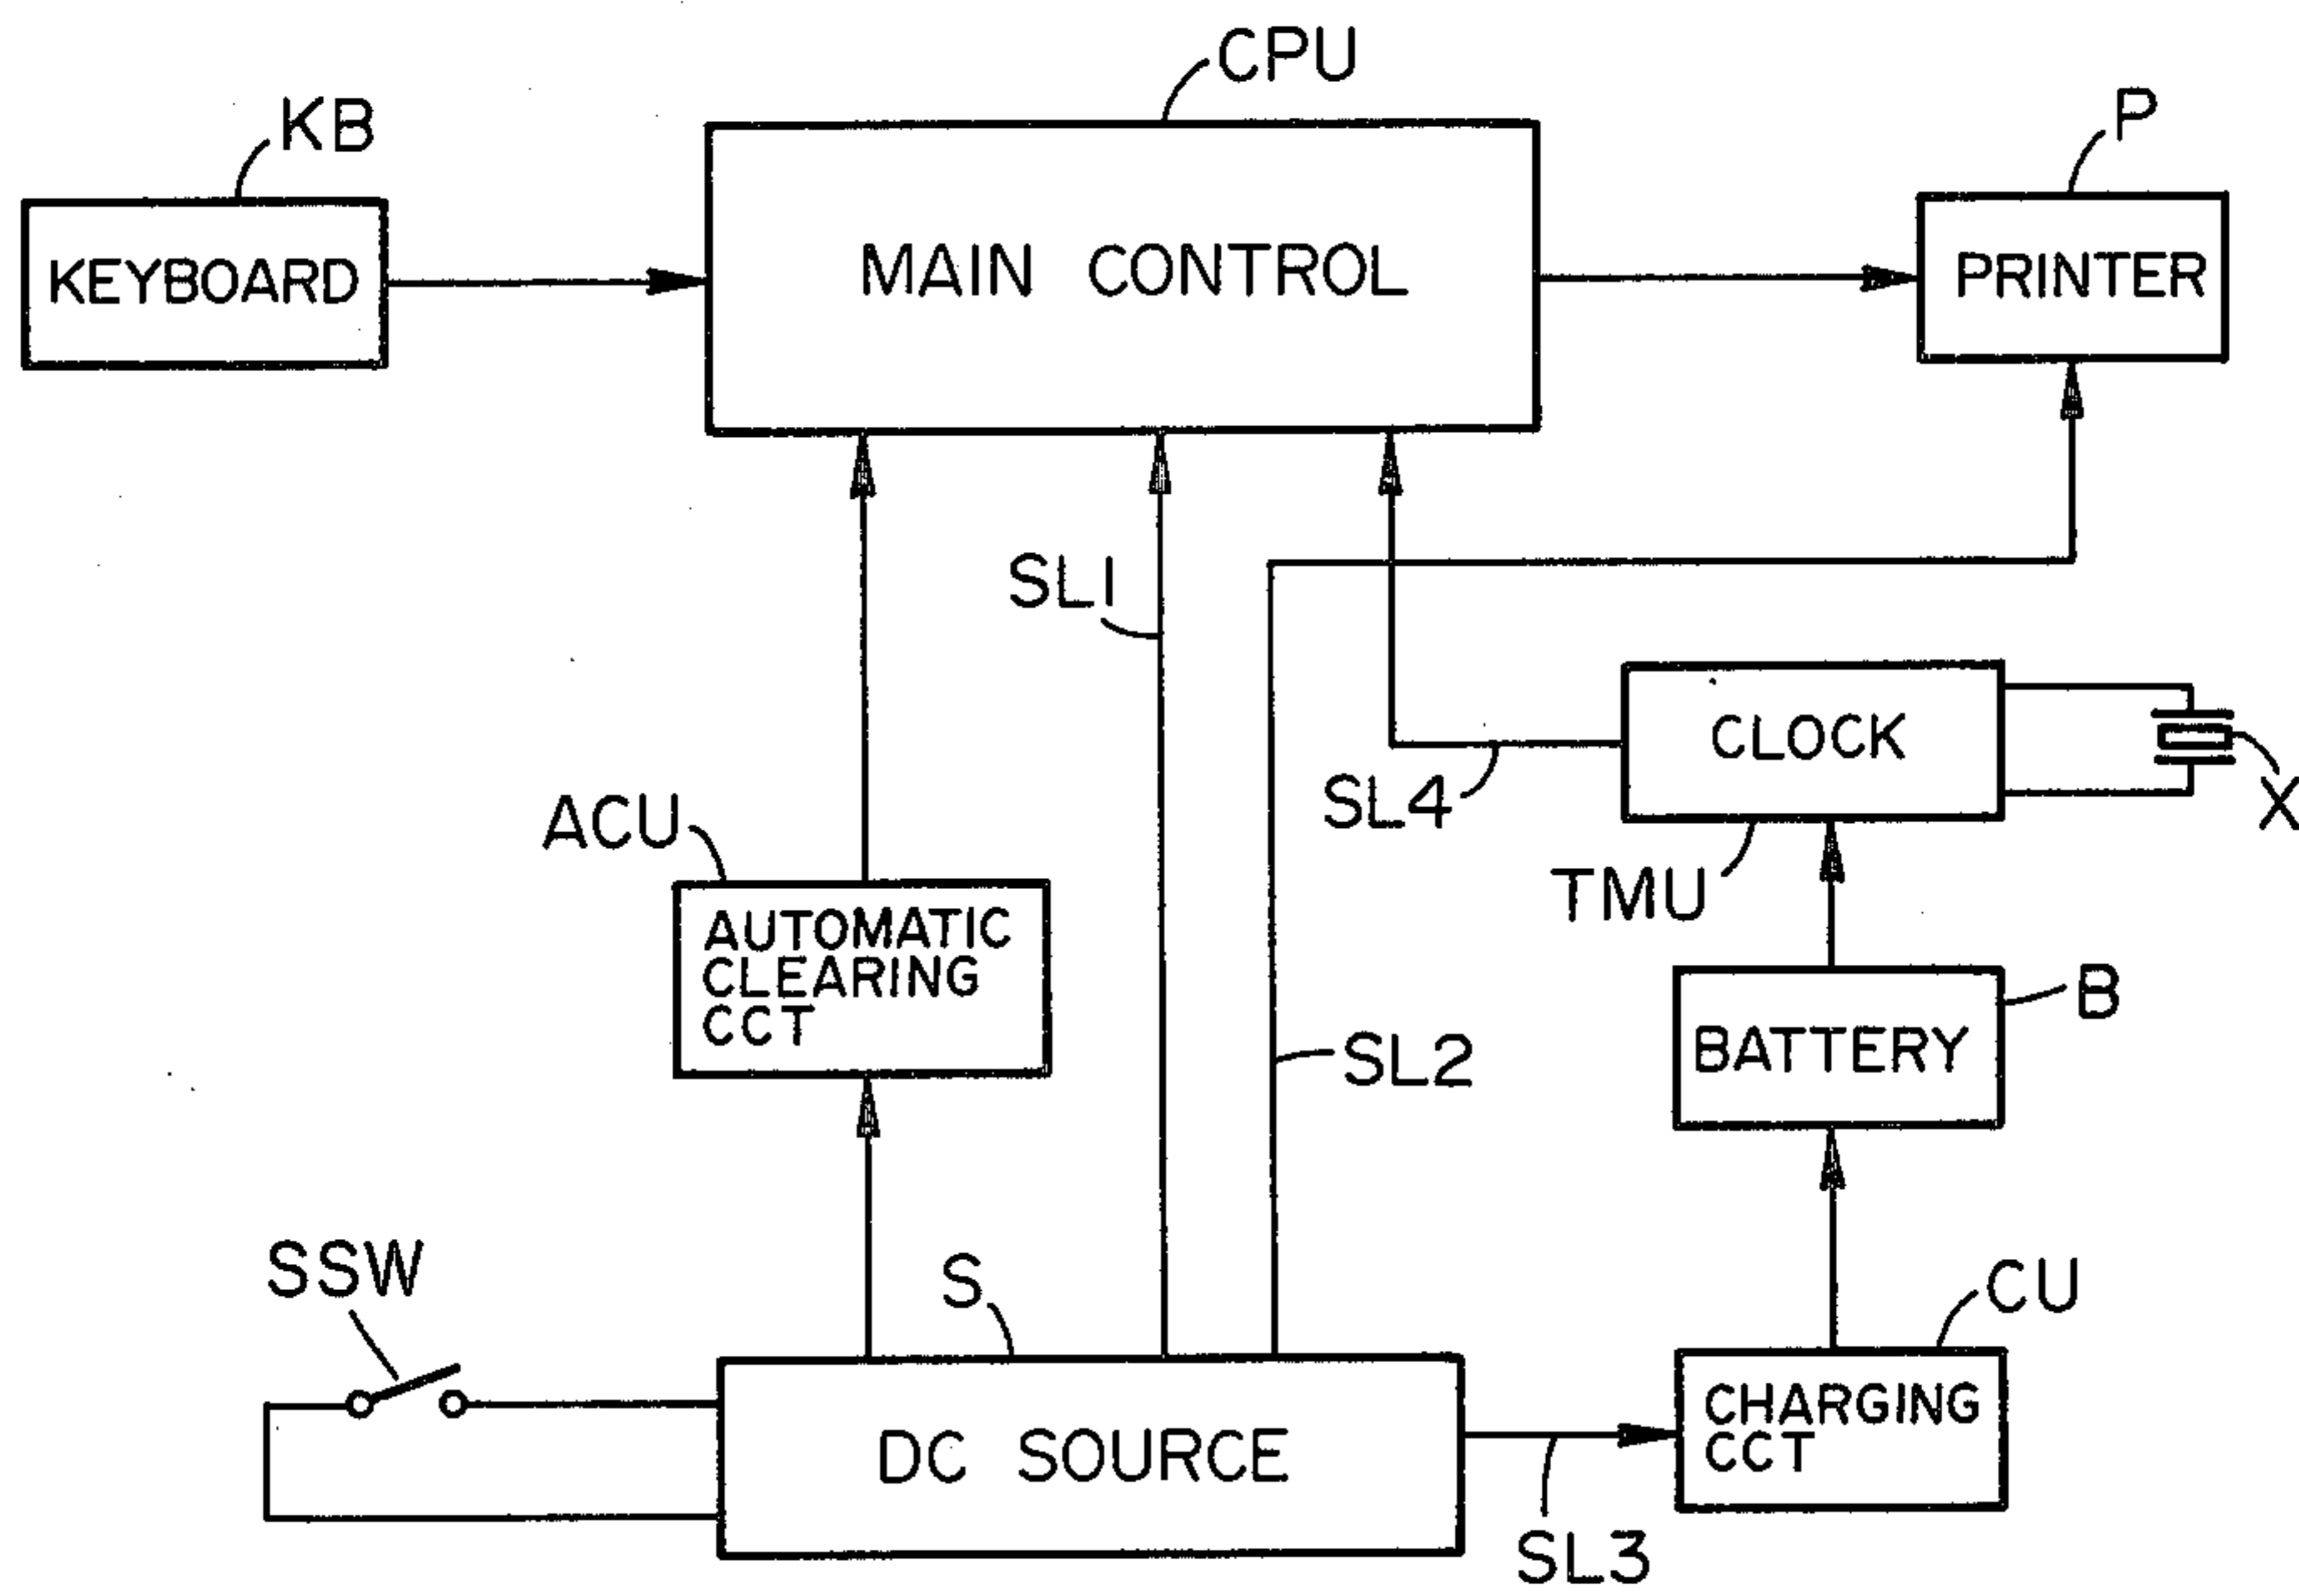 CPU
KB
P
KEYBOARD
MAIN CONTROL
PRINTER
SL1
CLOCK
SL4
X
ACU
TMU
AUTOMATIC
CLEARING
CCT
B
BATTERY
SL2
SSW
S
CU
CHARGING
CCT
DC SOURCE
SL3